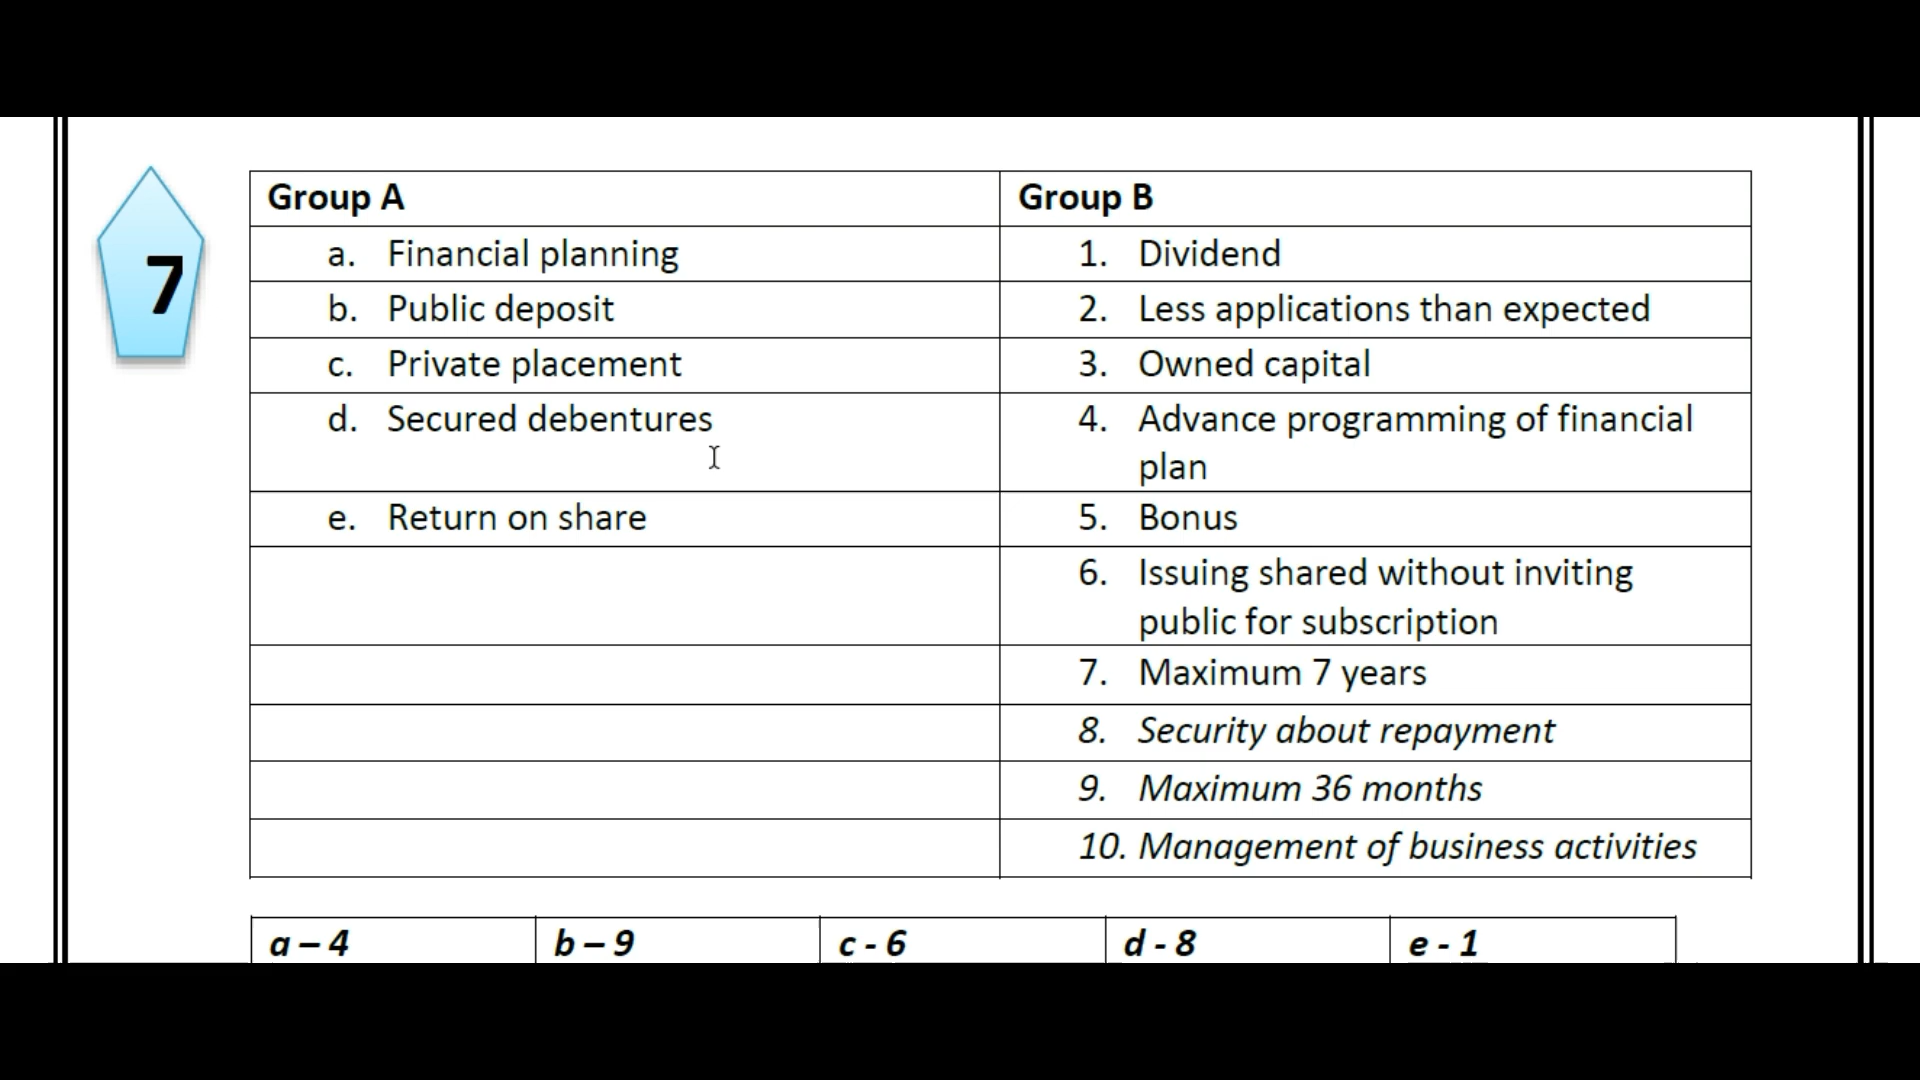 7
Group A
Group B
a. Financial planning
1. Dividend
b. Public deposit
2. Less applications than expected
c. Private placement
3. Owned capital
d. Secured debentures
4. Advance programming of financial
plan
e. Return on share
5. Bonus
6. Issuing shared without inviting
public for subscription
7. Maximum 7 years
8. Security about repayment
9. Maximum 36 months
10. Management of business activities
a – 4
b – 9
c - 6
d - 8
e - 1